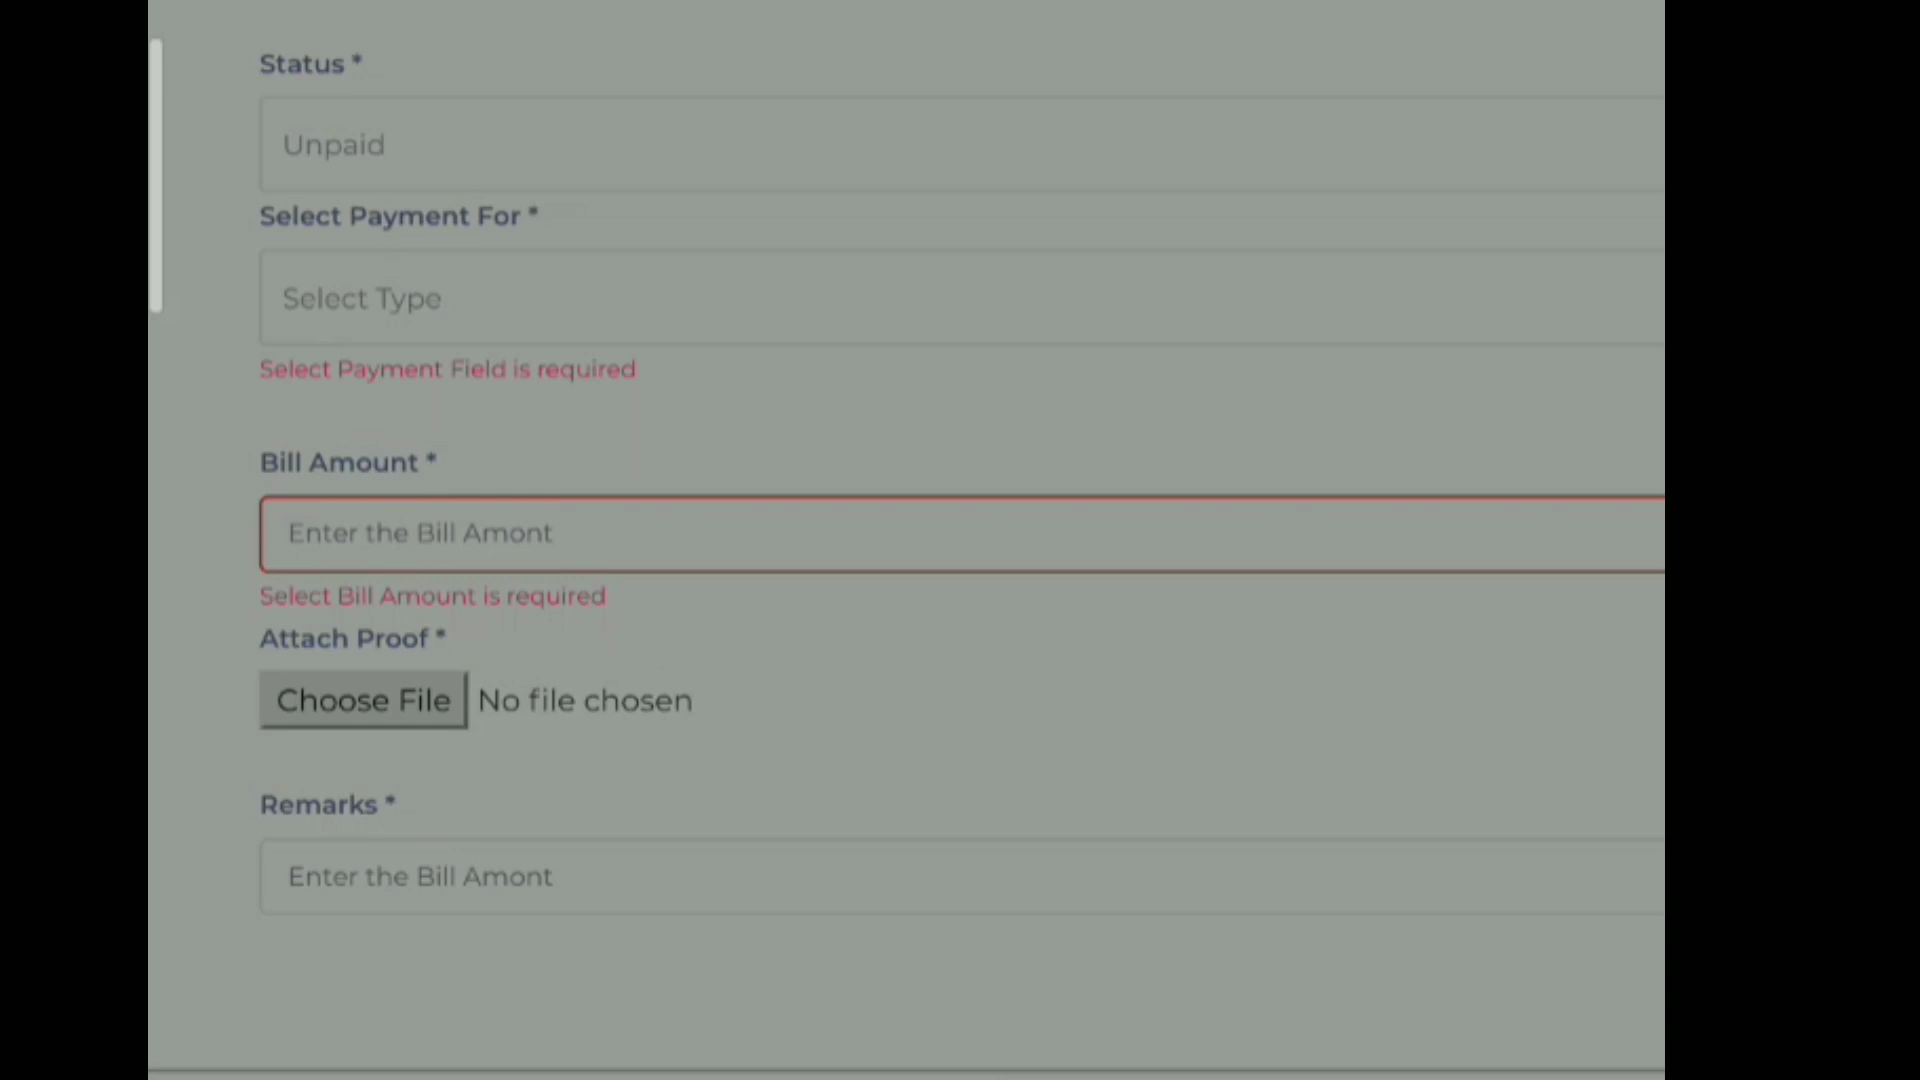 Status *
Unpaid
Select Payment For *
Select Type
Select Payment Field is required
Bill Amount *
Enter the Bill Amont
Select Bill Amount is required
Attach Proof *
Choose File No file chosen
Remarks *
Enter the Bill Amont